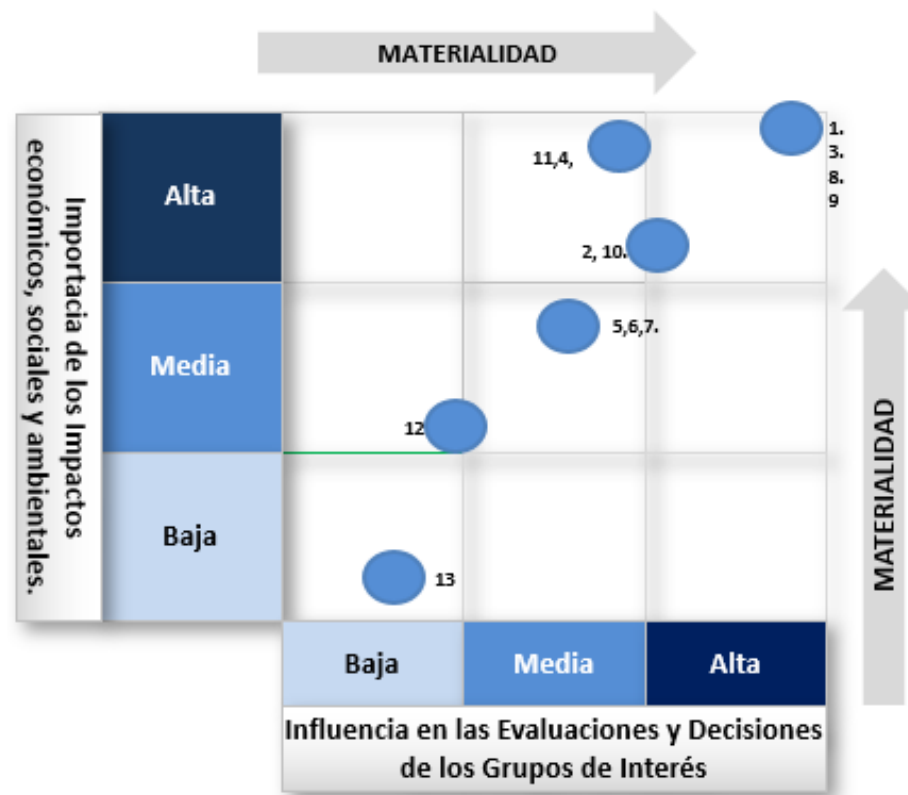 MATERIALIDAD
Importacia de los Impactos
económicos, sociales y ambientales.
Alta
11,4,
1.
3.
8.
9
2, 10.
Media
5,6,7.
12
Baja
13
MATERIALIDAD
Baja
Media
Alta
Influencia en las Evaluaciones y Decisiones
de los Grupos de Interés